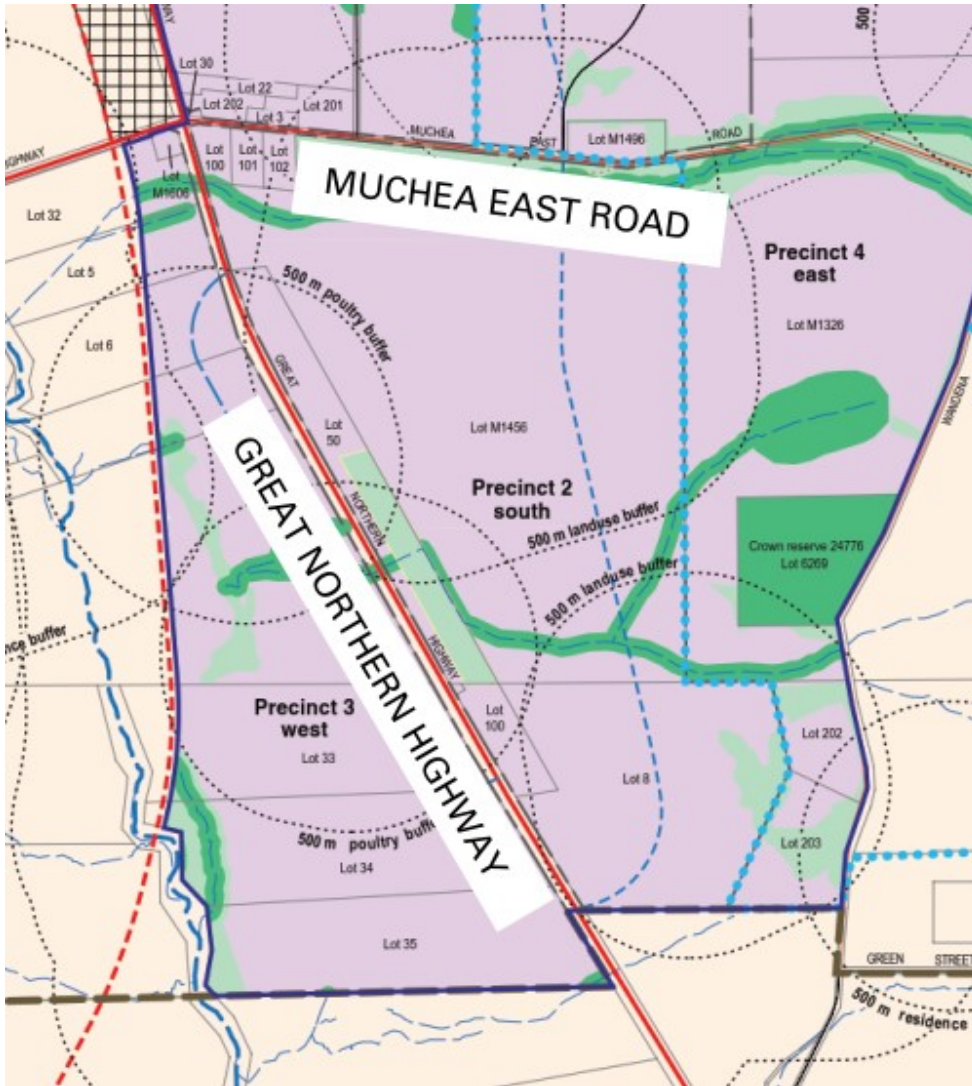 WAY
500
Lot 30
Lot 22
Lot 202
Lot 3
Lot 201
MUCHEA
EAST
ROAD
Lot M1496
HIGHWAY
Lot
100
Lot
101
Lot
102
Lot
M1606
MUCHEA EAST ROAD
Lot 32
Precinct 4
east
Lot 5
500 m poultry buffer
Lot M1326
Lot 6
GREAT
WANDENA
Lot
50
Lot M1456
GREAT NORTHERN HIGHWAY
Precinct 2
south
NORTHERN
500 m landuse buffer
Crown reserve 24776
Lot 6269
500 m landuse buffer
nce buffer
HIGHWAY
Precinct 3
west
Lot
100
Lot 202
Lot 33
Lot 8
500 m poultry buffe
Lot 203
Lot 34
Lot 35
GREEN
STREET
500 m residence